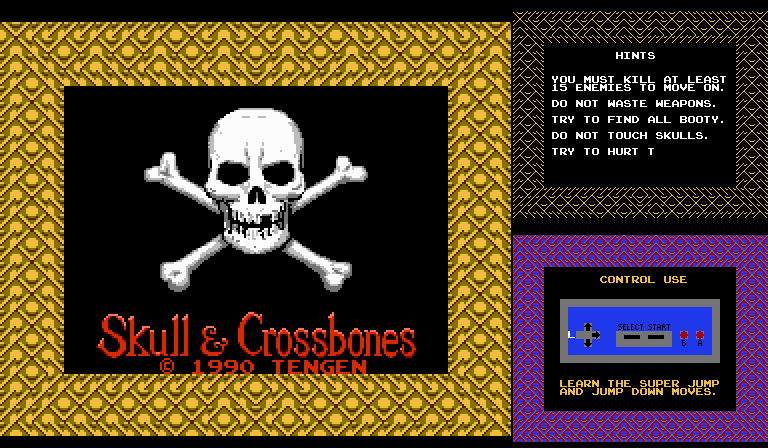 Skull & Crossbones
© 1990 TENGEN
HINTS
YOU MUST KILL AT LEAST
15 ENEMIES TO MOVE ON.
DO NOT WASTE WEAPONS.
TRY TO FIND ALL BOOTY.
DO NOT TOUCH SKULLS.
TRY TO HURT T
CONTROL USE
SELECT START
L
B A
LEARN THE SUPER JUMP
AND JUMP DOWN MOVES.